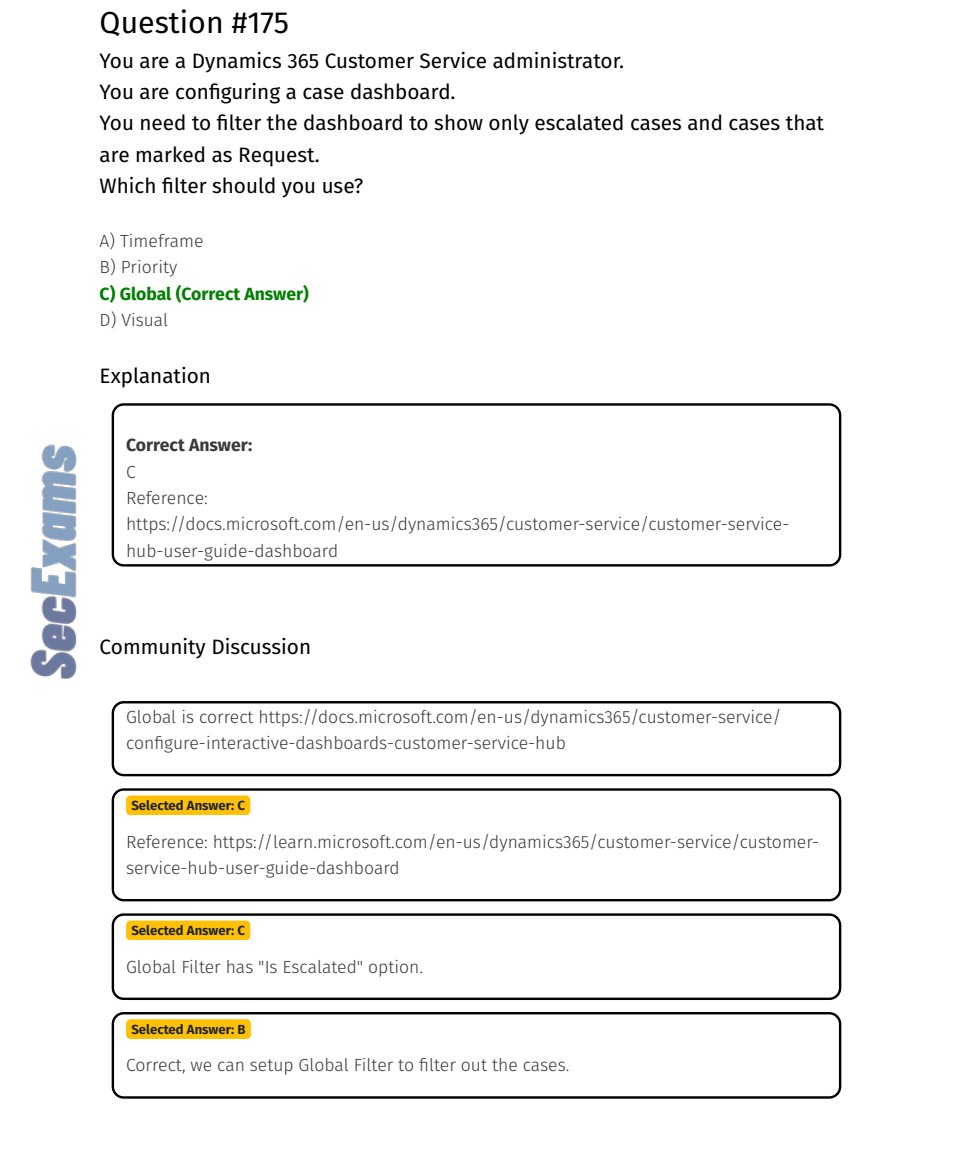 Question #175
You are a Dynamics 365 Customer Service administrator.
You are configuring a case dashboard.
You need to filter the dashboard to show only escalated cases and cases that
are marked as Request.
Which filter should you use?
A) Timeframe
B) Priority
C) Global (Correct Answer)
D) Visual
Explanation
Correct Answer:
C
Reference:
https://docs.microsoft.com/en-us/dynamics365/customer-service/customer-service-
hub-user-guide-dashboard
SecExams
Community Discussion
Global is correct https://docs.microsoft.com/en-us/dynamics365/customer-service/
configure-interactive-dashboards-customer-service-hub
Selected Answer: C
Reference: https://learn.microsoft.com/en-us/dynamics365/customer-service/customer-
service-hub-user-guide-dashboard
Selected Answer: C
Global Filter has "Is Escalated" option.
Selected Answer: B
Correct, we can setup Global Filter to filter out the cases.